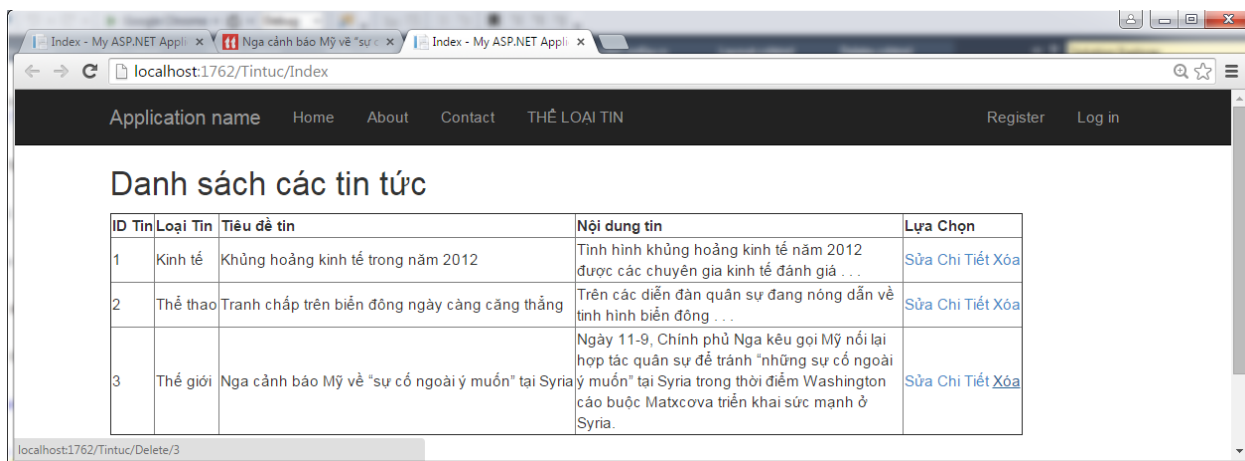 Index - My ASP.NET Appli
Nga cảnh báo Mỹ về "sự c
Index - My ASP.NET Appli
localhost:1762/Tintuc/Index
Application name Home About Contact THỂ LOẠI TIN Register Log in
Danh sách các tin tức
ID Tin Loại Tin Tiêu đề tin Nội dung tin Lựa Chọn
1 Kinh tế Khủng hoảng kinh tế trong năm 2012 Tình hình khủng hoảng kinh tế năm 2012
được các chuyên gia kinh tế đánh giá . . . Sửa Chi Tiết Xóa
2 Thể thao Tranh chấp trên biển đông ngày càng căng thẳng Trên các diễn đàn quân sự đang nóng dẫn về
tinh hình biển đông . . . Sửa Chi Tiết Xóa
3 Thế giới Nga cảnh báo Mỹ về “sự cố ngoài ý muốn” tại Syria Ngày 11-9, Chính phủ Nga kêu gọi Mỹ nối lại
hợp tác quân sự để tránh “những sự cố ngoài
ý muốn” tại Syria trong thời điểm Washington
cáo buộc Matxcova triển khai sức mạnh ở
Syria. Sửa Chi Tiết Xóa
localhost:1762/Tintuc/Delete/3